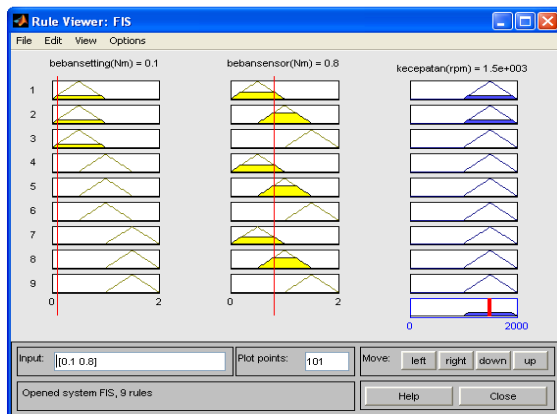 Rule Viewer: FIS
File Edit View Options
bebansetting(Nm) = 0.1 bebansensor(Nm) = 0.8 kecepatan(rpm) = 1.5e+003
1
2
3
4
5
6
7
8
9
0 2 0 2
0 2000
Input: [0.1 0.8] Plot points: 101 Move: left right down up
Opened system FIS, 9 rules Help Close